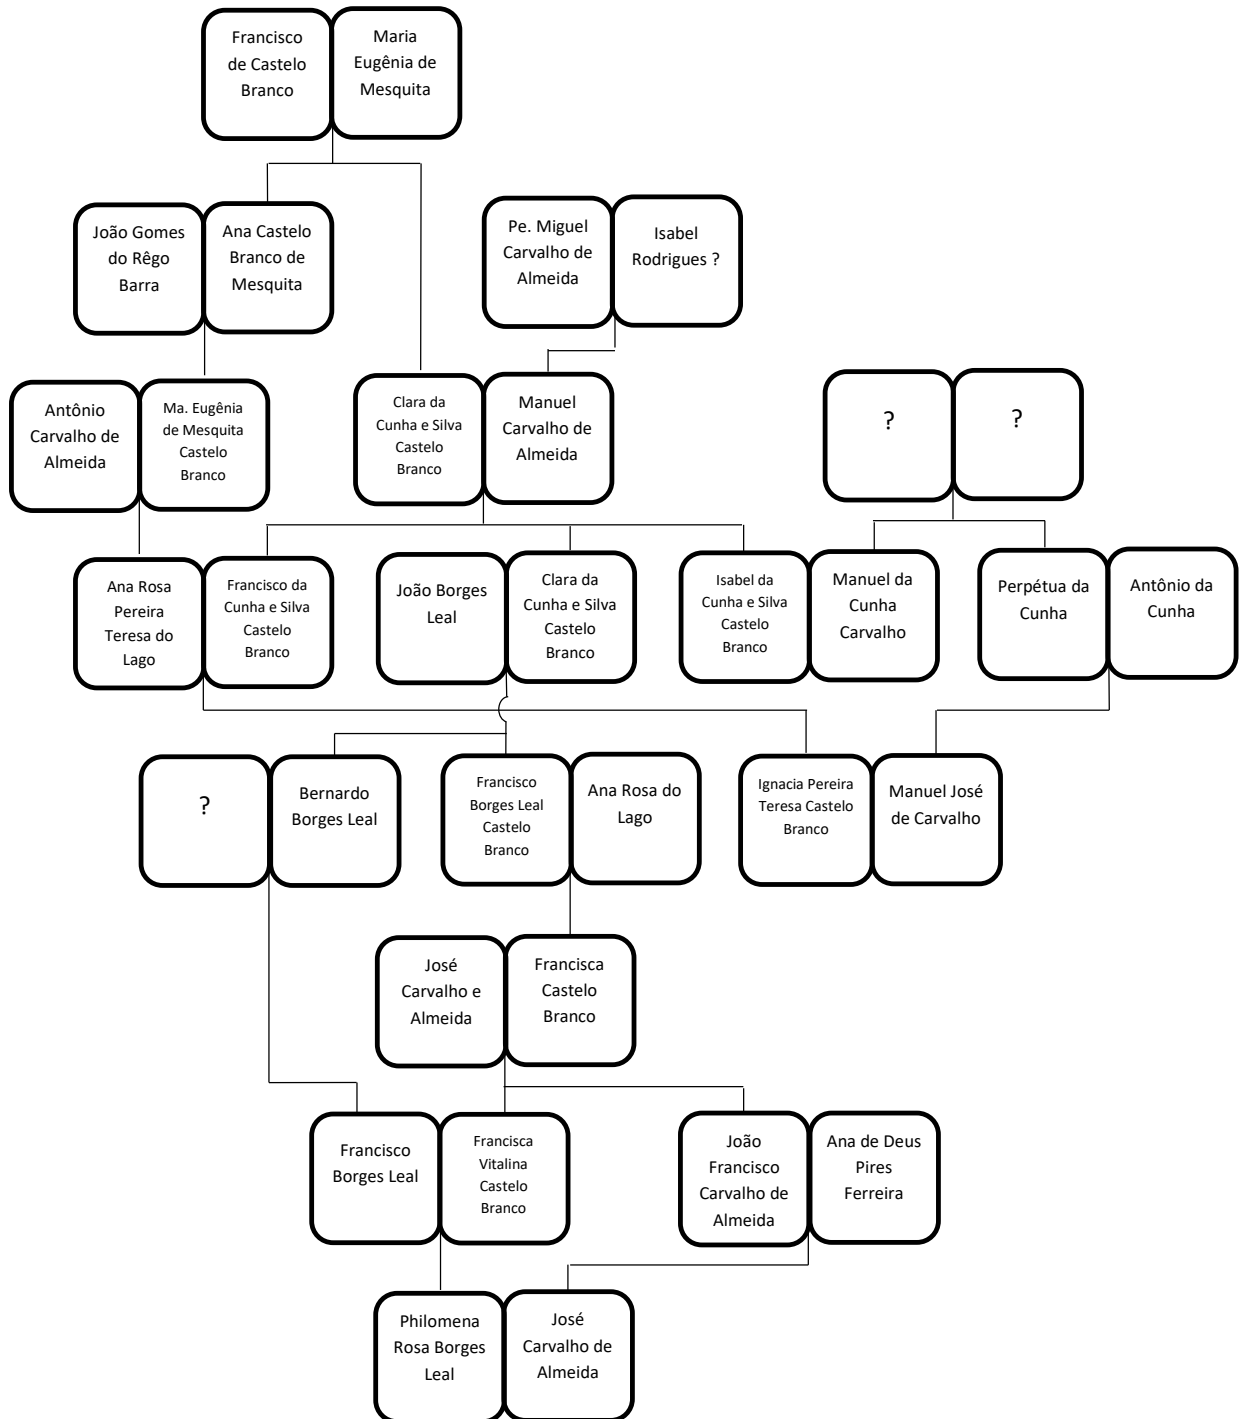 Francisco
de Castelo
Branco
Maria
Eugênia de
Mesquita
João Gomes
do Rêgo
Barra
Ana Castelo
Branco de
Mesquita
Pe. Miguel
Carvalho de
Almeida
Isabel
Rodrigues ?
Antônio
Carvalho de
Almeida
Ma. Eugênia
de Mesquita
Castelo
Branco
Clara da
Cunha e Silva
Castelo
Branco
Manuel
Carvalho de
Almeida
?
?
Ana Rosa
Pereira
Teresa do
Lago
Francisco da
Cunha e Silva
Castelo
Branco
João Borges
Leal
Clara da
Cunha e Silva
Castelo
Branco
Isabel da
Cunha e Silva
Castelo
Branco
Manuel da
Cunha
Carvalho
Perpétua da
Cunha
Antônio da
Cunha
?
Bernardo
Borges Leal
Francisco
Borges Leal
Castelo
Branco
Ana Rosa do
Lago
Ignacia Pereira
Teresa Castelo
Branco
Manuel José
de Carvalho
José
Carvalho e
Almeida
Francisca
Castelo
Branco
Francisco
Borges Leal
Francisca
Vitalina
Castelo
Branco
João
Francisco
Carvalho de
Almeida
Ana de Deus
Pires
Ferreira
Philomena
Rosa Borges
Leal
José
Carvalho de
Almeida